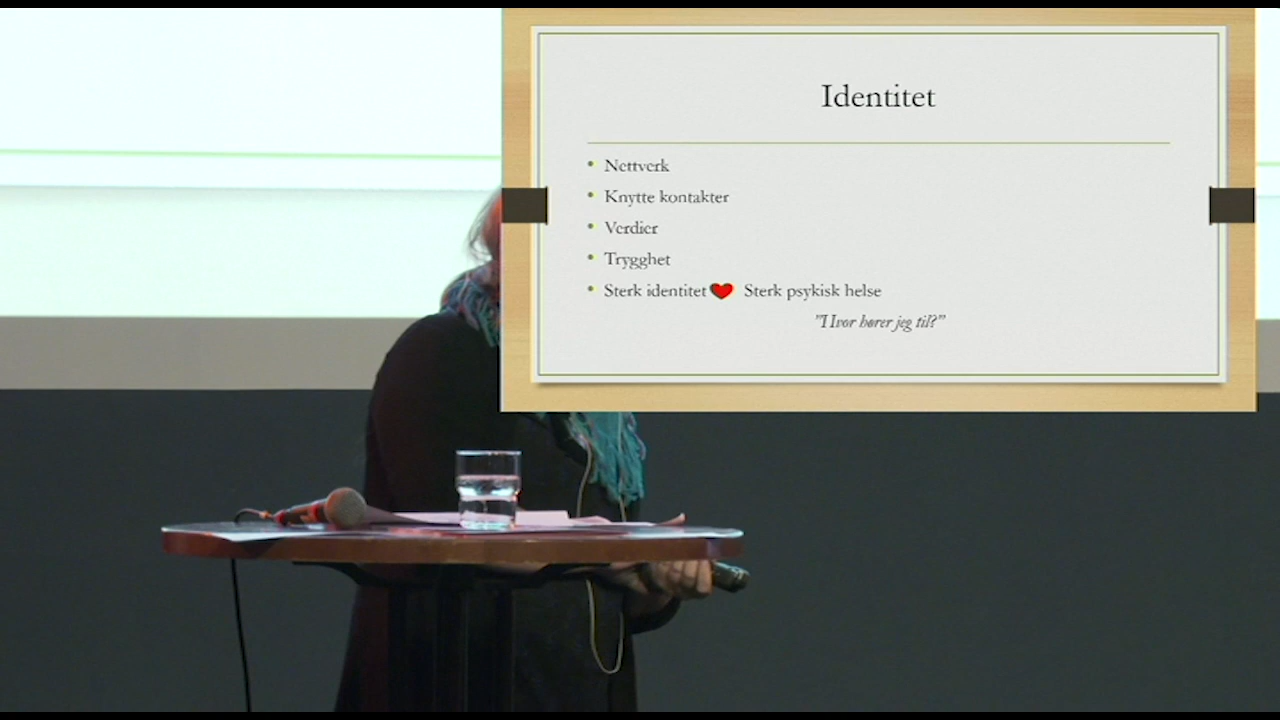 Identitet
• Nettverk
• Knytte kontakter
• Verdier
• Trygghet
• Sterk identitet ❤ Sterk psykisk helse
”Hvor hører jeg til?”